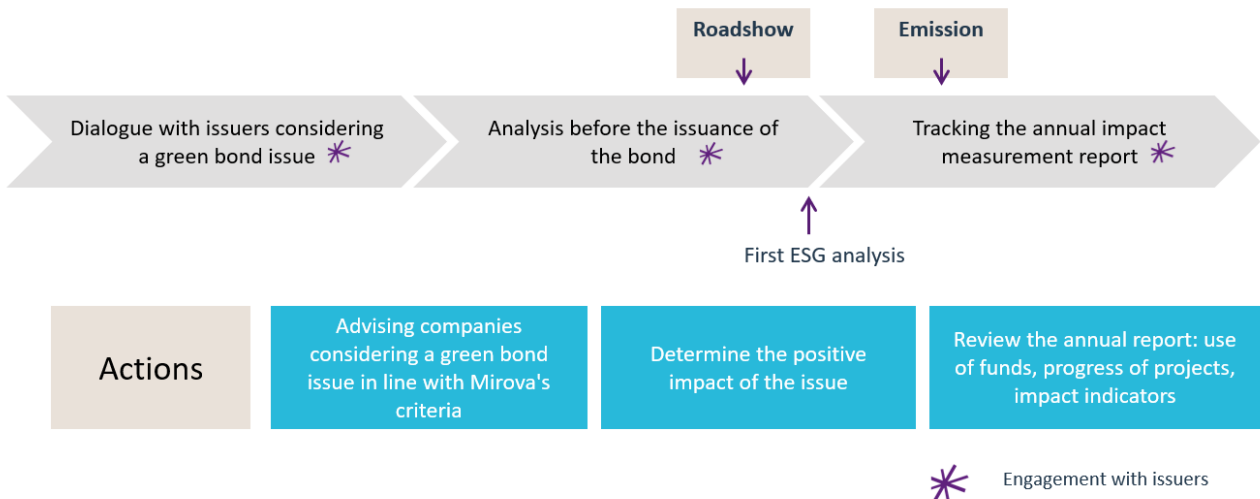 Roadshow
Emission
Dialogue with issuers considering
a green bond issue
Analysis before the issuance of
the bond
Tracking the annual impact
measurement report
First ESG analysis
Actions
Advising companies
considering a green bond
issue in line with Mirova's
criteria
Determine the positive
impact of the issue
Review the annual report: use
of funds, progress of projects,
impact indicators
Engagement with issuers